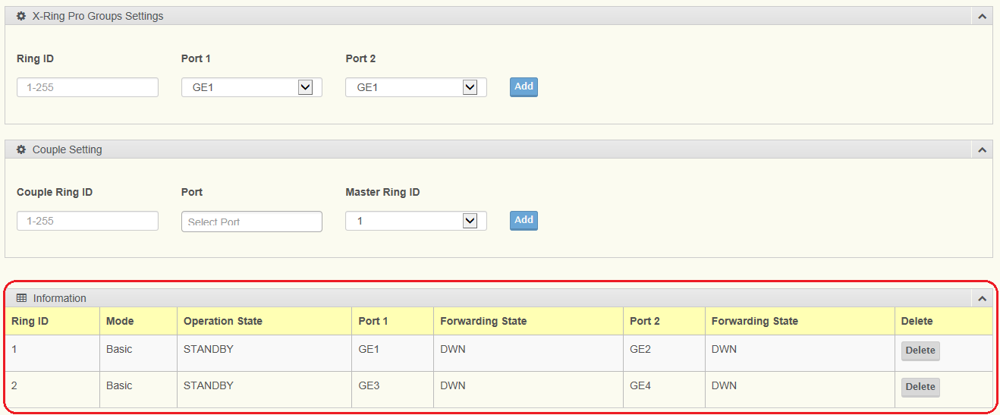 X-Ring Pro Groups Settings
Ring ID Port 1 Port 2
1-255 GE1 GE1 Add
Couple Setting
Couple Ring ID Port Master Ring ID
1-255 Select Port 1 Add
Information
Ring ID Mode Operation State Port 1 Forwarding State Port 2 Forwarding State Delete
1 Basic STANDBY GE1 DWN GE2 DWN Delete
2 Basic STANDBY GE3 DWN GE4 DWN Delete